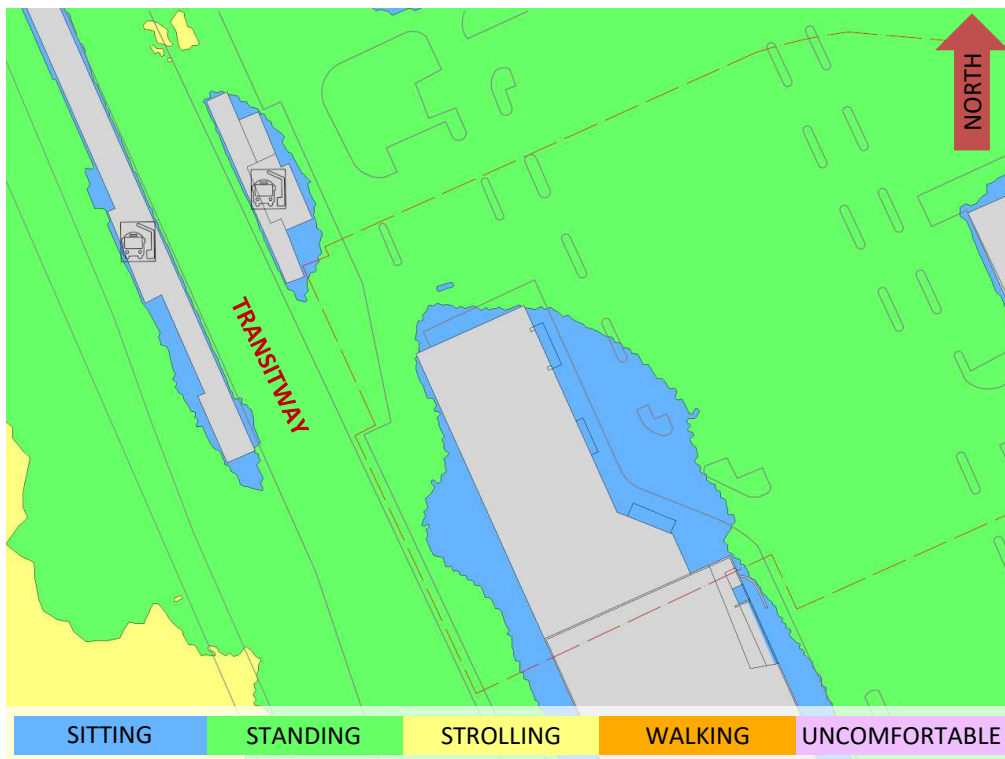 NORTH
TRANSITWAY
SITTING
STANDING
STROLLING
WALKING
UNCOMFORTABLE